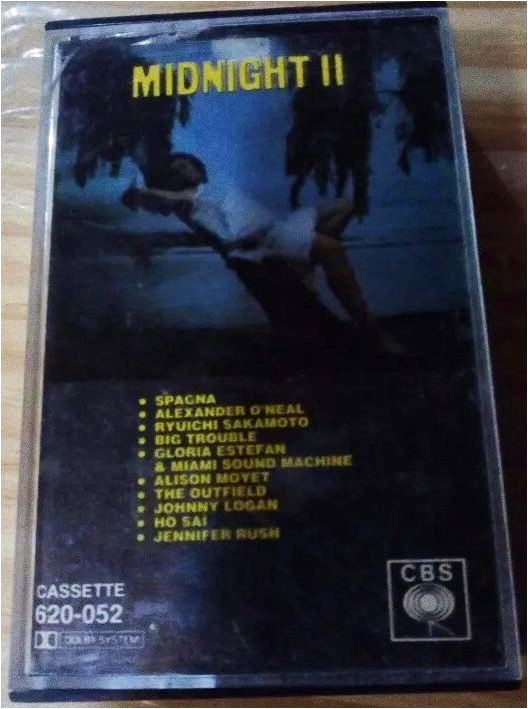 MIDNIGHT II
• SPAGNA
• ALEXANDER O'NEAL
• RYUICHI SAKAMOTO
• BIG TROUBLE
• GLORIA ESTEFAN
& MIAMI SOUND MACHINE
• ALISON MOYET
• THE OUTFIELD
• JOHNNY LOGAN
• HO SAI
• JENNIFER RUSH
CASSETTE
620-052
DOLBY SYSTEM
CBS